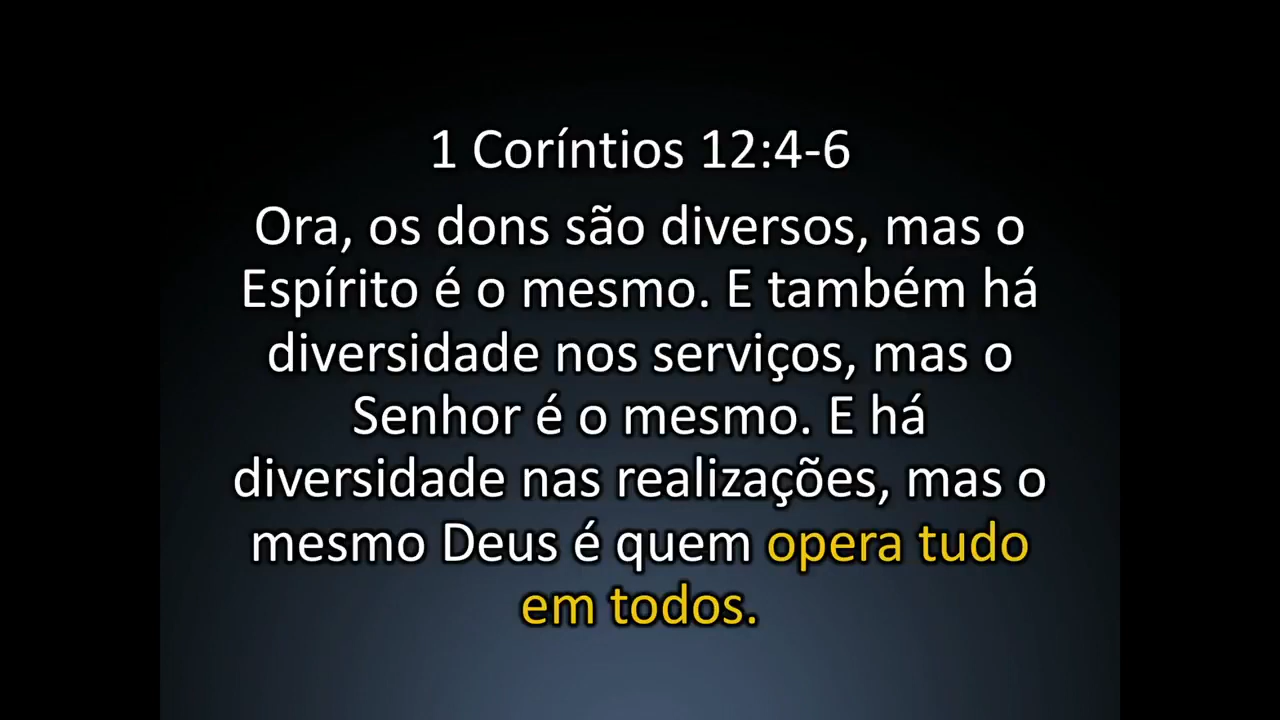 1 Coríntios 12:4-6
Ora, os dons são diversos, mas o
Espírito é o mesmo. E também há
diversidade nos serviços, mas o
Senhor é o mesmo. E há
diversidade nas realizações, mas o
mesmo Deus é quem opera tudo
em todos.